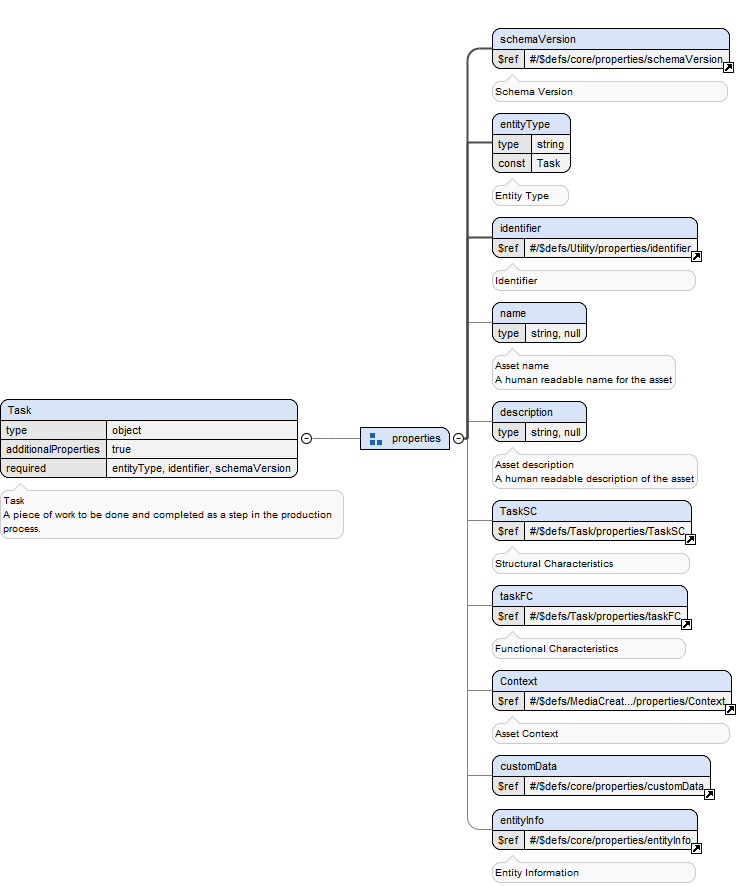 schemaVersion
$ref #/$defs/core/properties/schemaVersion
Schema Version
entityType
type string
const Task
Entity Type
identifier
$ref #/$defs/Utility/properties/identifier
Identifier
name
type string, null
Asset name
A human readable name for the asset
Task
type object
additionalProperties true
required entityType, identifier, schemaVersion
Task
A piece of work to be done and completed as a step in the production
process.
properties
description
type string, null
Asset description
A human readable description of the asset
TaskSC
$ref #/$defs/Task/properties/TaskSC
Structural Characteristics
taskFC
$ref #/$defs/Task/properties/taskFC
Functional Characteristics
Context
$ref #/$defs/MediaCreat.../properties/Context
Asset Context
customData
$ref #/$defs/core/properties/customData
entityInfo
$ref #/$defs/core/properties/entityInfo
Entity Information